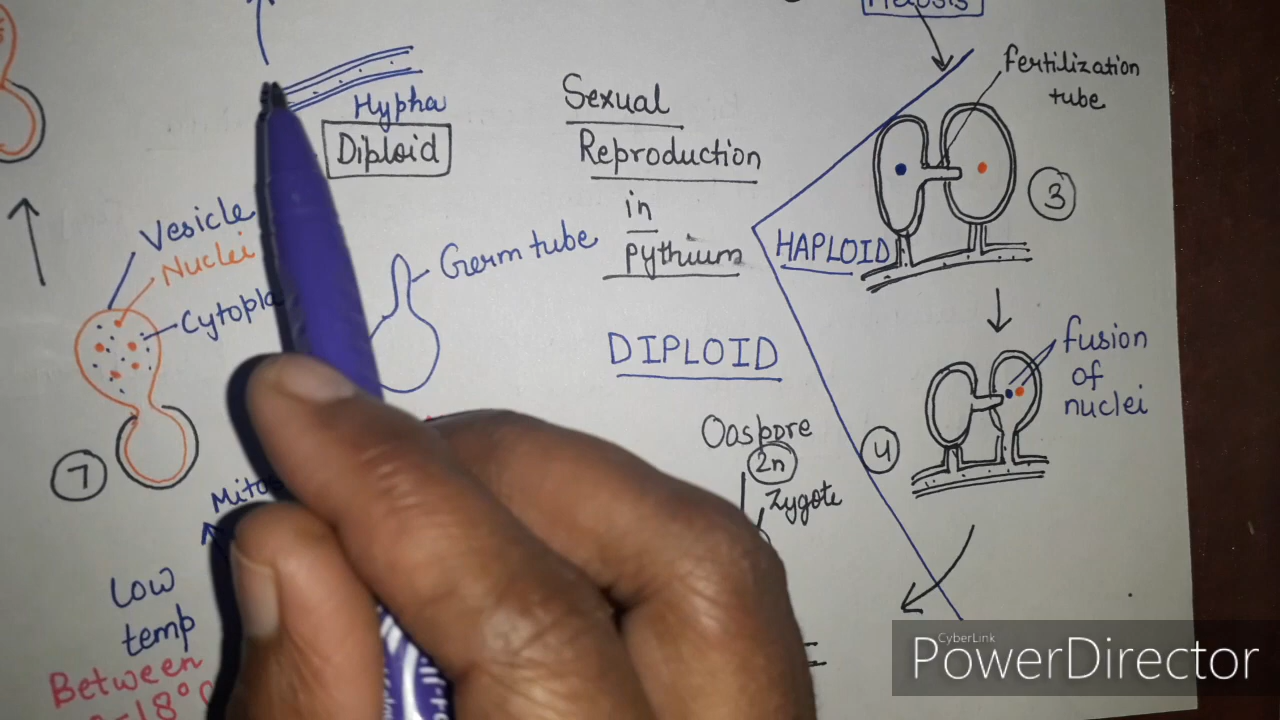 Meiosis
fertilization
tube
Hypha
Diploid
Sexual
Reproduction
in
Pythium
3
HAPLOID
Vesicle
Nuclei
Germ tube
DIPLOID
fusion
of
nuclei
4
7
Oospore
2n
Zygote
Low
temp
Between
CyberLink
PowerDirector